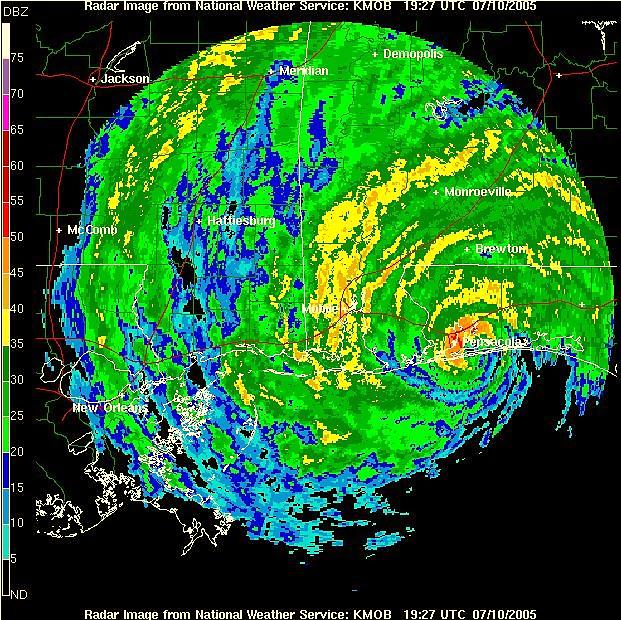 Radar Image from National Weather Service: KMOB 19:27 UTC 07/10/2005
DBZ
75
70
65
60
55
50
45
40
35
30
25
20
15
10
5
ND
Demopolis
Meridian
Jackson
Monroeville
Hattiesburg
McComb
Brewton
Mobile
Pensacola
New Orleans
Radar Image from National Weather Service: KMOB 19:27 UTC 07/10/2005